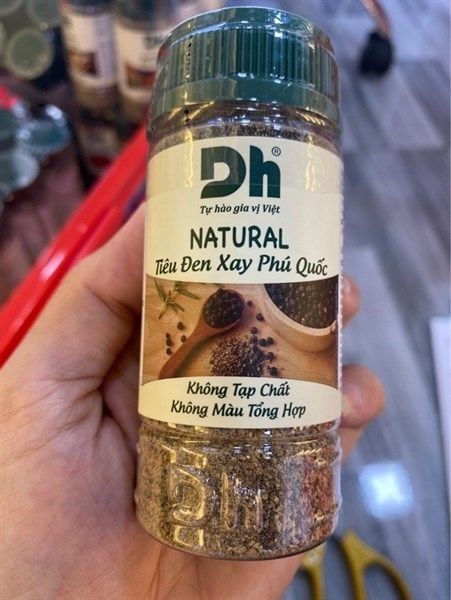 Dh®
Tự hào gia vị Việt
NATURAL
Tiêu Đen Xay Phú Quốc
Không Tạp Chất
Không Màu Tổng Hợp
Dh